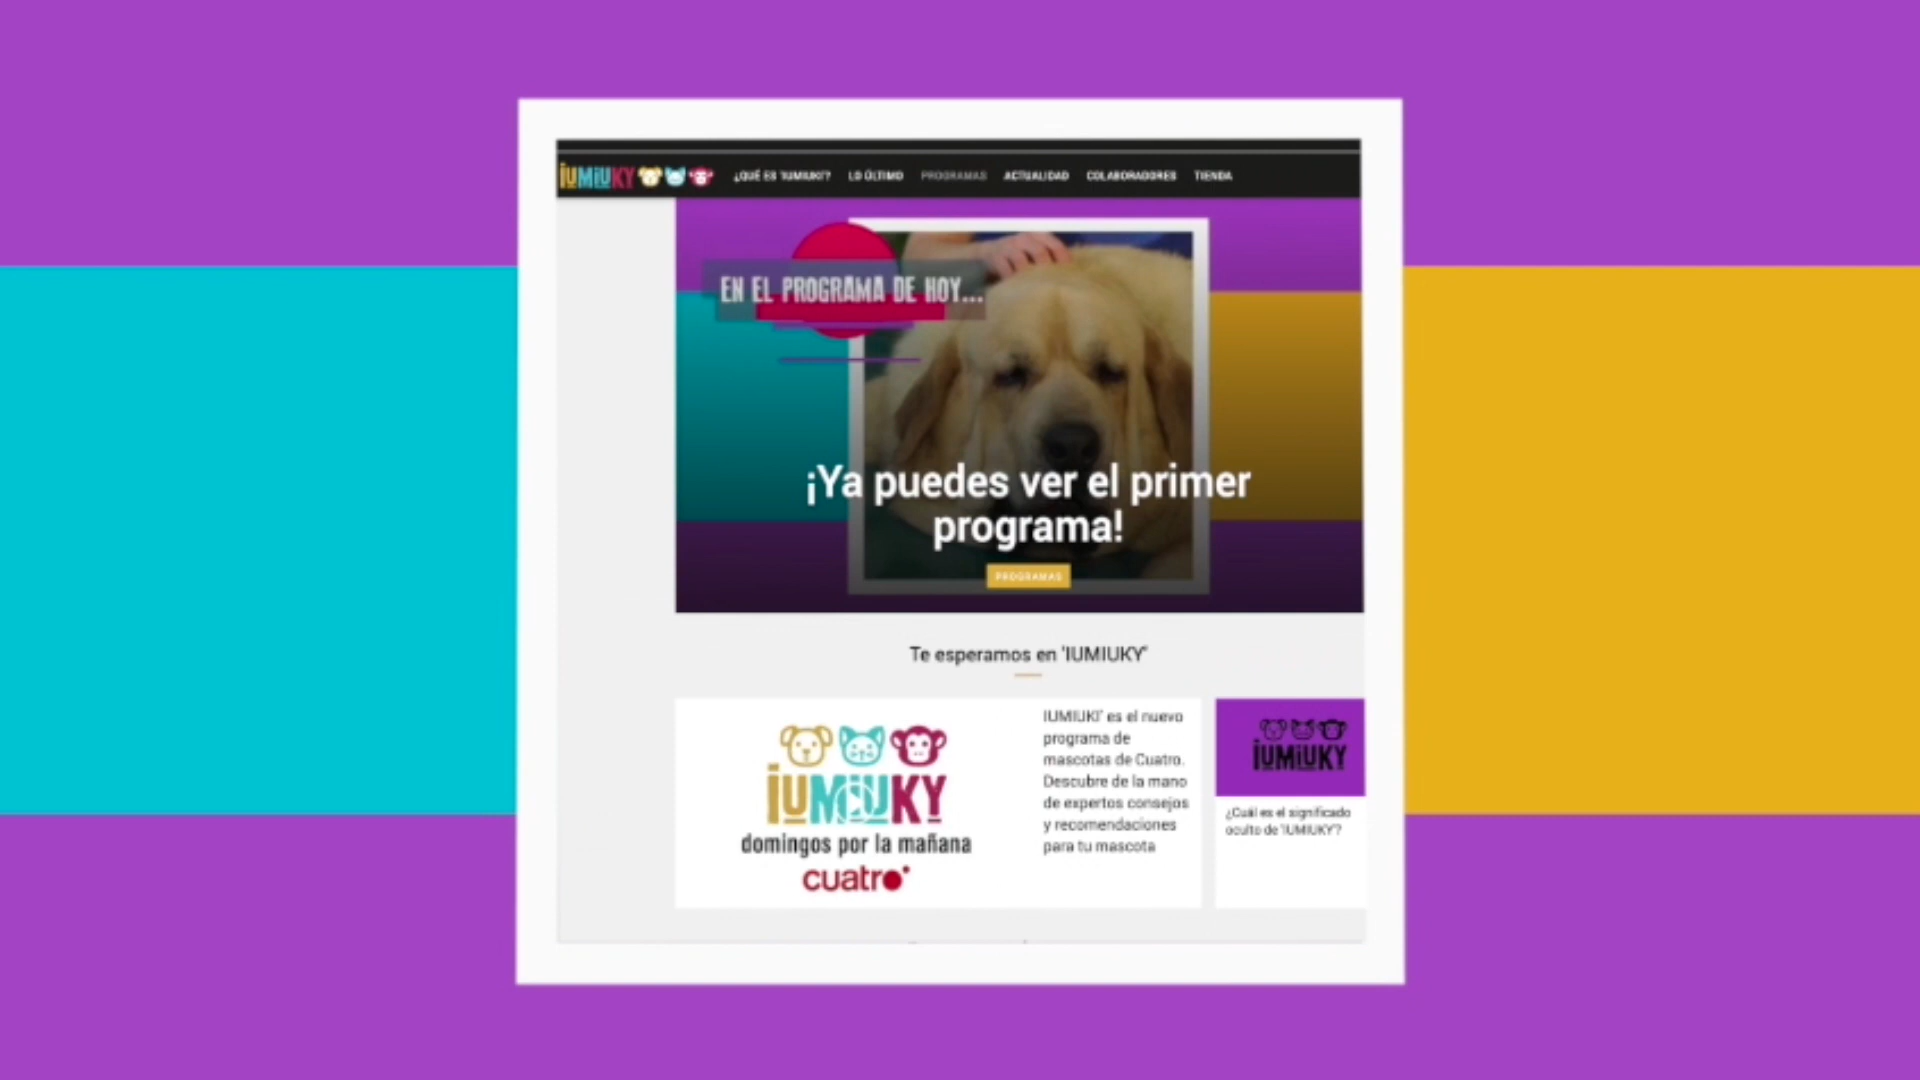 iUMiUKY
¿QUÉ ES 'IUMIUKI'? LO ÚLTIMO PROGRAMAS ACTUALIDAD COLABORADORES TIENDA
EN EL PROGRAMA DE HOY...
¡Ya puedes ver el primer
programa!
PROGRAMAS
Te esperamos en 'IUMIUKY'
iUMiUKY
domingos por la mañana
cuatro
IUMIUKI' es el nuevo
programa de
mascotas de Cuatro.
Descubre de la mano
de expertos consejos
y recomendaciones
para tu mascota
iUMiUKY
¿Cuál es el significado
oculto de 'IUMIUKY'?